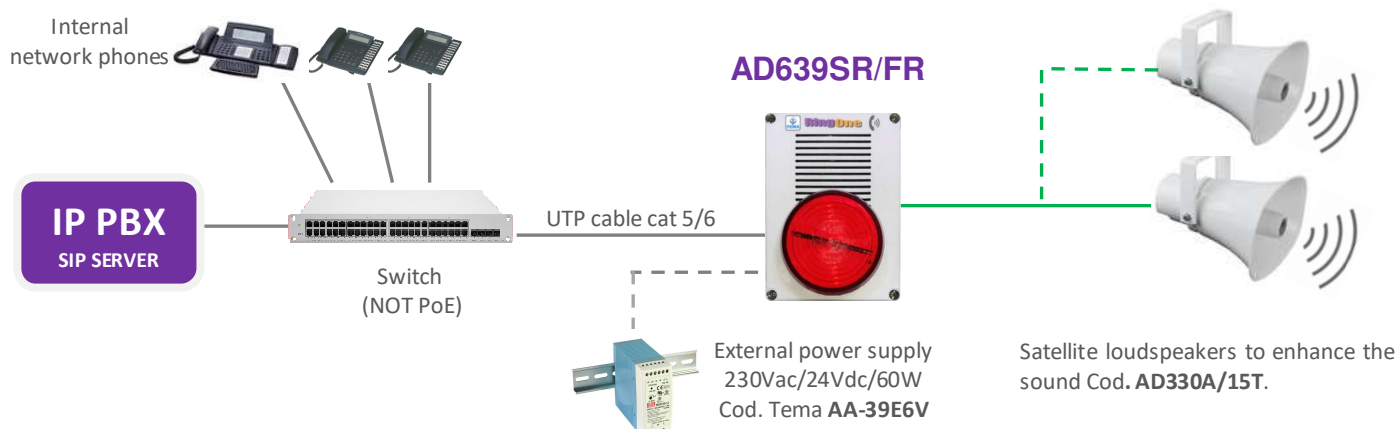 Internal
network phones
AD639SR/FR
RingOne
IP PBX
SIP SERVER
UTP cable cat 5/6
Switch
(NOT PoE)
External power supply
230Vac/24Vdc/60W
Cod. Tema AA-39E6V
Satellite loudspeakers to enhance the
sound Cod. AD330A/15T.